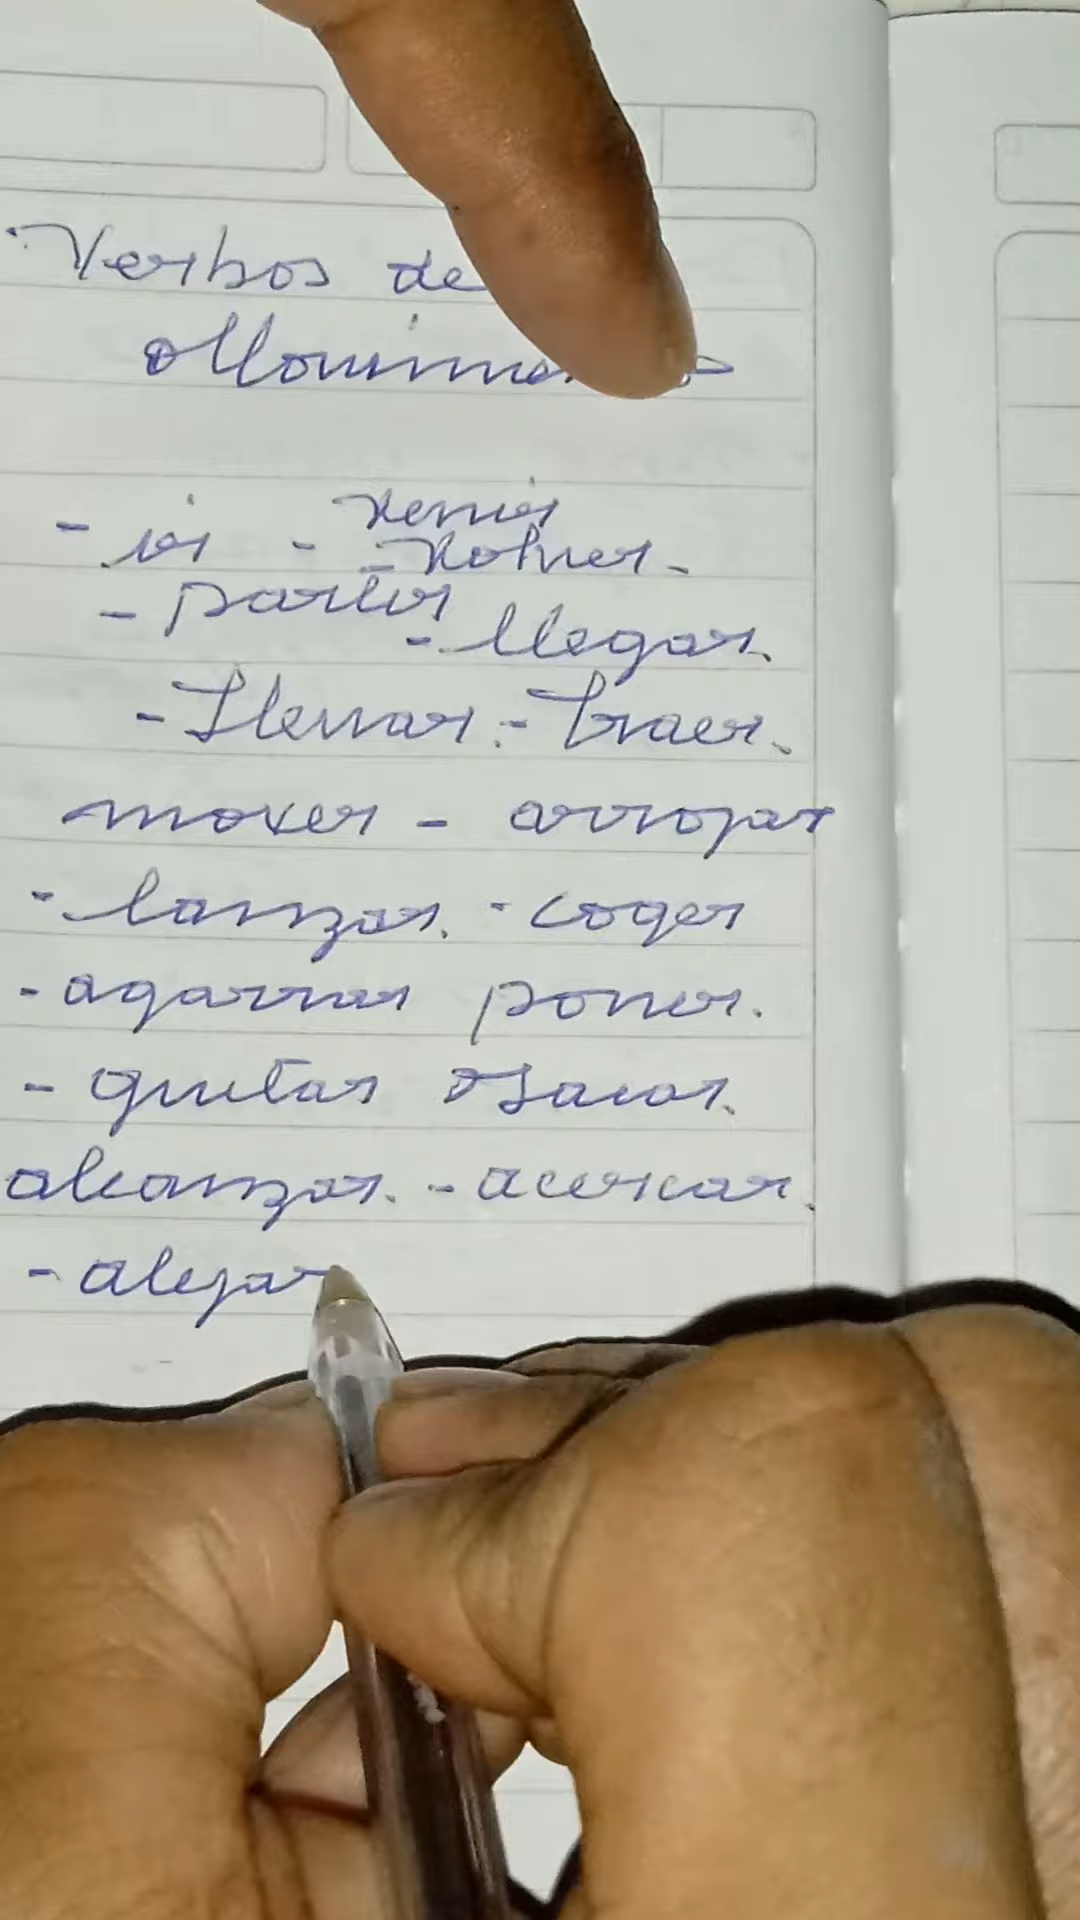 Verbos de
Movimiento
- ir - venir
- Volver.
- partir
- llegar.
- Llevar. - traer.
mover - arrojar
- lanzar. - coger
- agarrar poner.
- quitar o sacar.
alcanzar. - acercar.
- alejar